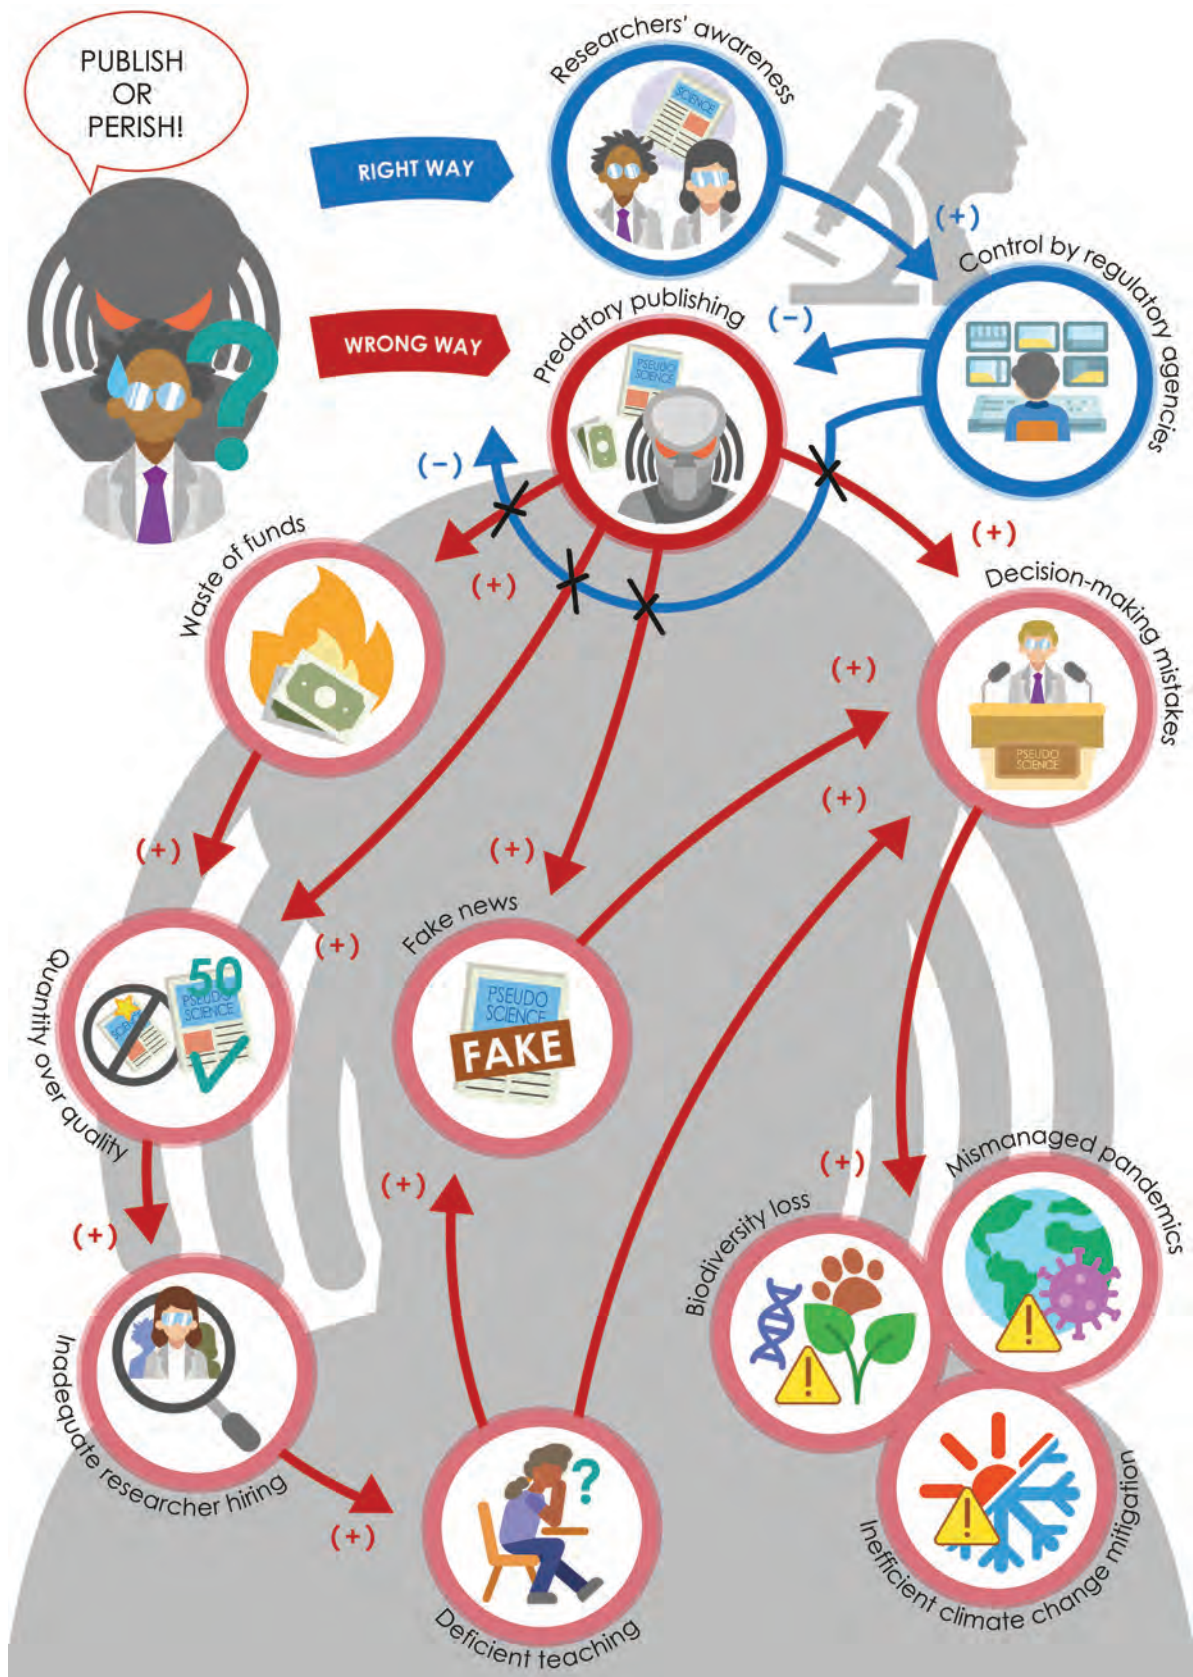 PUBLISH
OR
PERISH!
RIGHT WAY
Researchers' awareness
SCIENCE
(+)
Control by regulatory agencies
(-)
WRONG WAY
Predatory publishing
PSEUDO
SCIENCE
(-)
Waste of funds
(+)
(+)
Decision-making mistakes
PSEUDO
SCIENCE
(+)
(+)
(+)
(+)
(+)
Quantity over quality
SCIENCE
50
PSEUDO
SCIENCE
Fake news
PSEUDO
SCIENCE
FAKE
(+)
(+)
(+)
Mismanaged pandemics
Biodiversity loss
Inadequate researcher hiring
(+)
Deficient teaching
?
Inefficient climate change mitigation